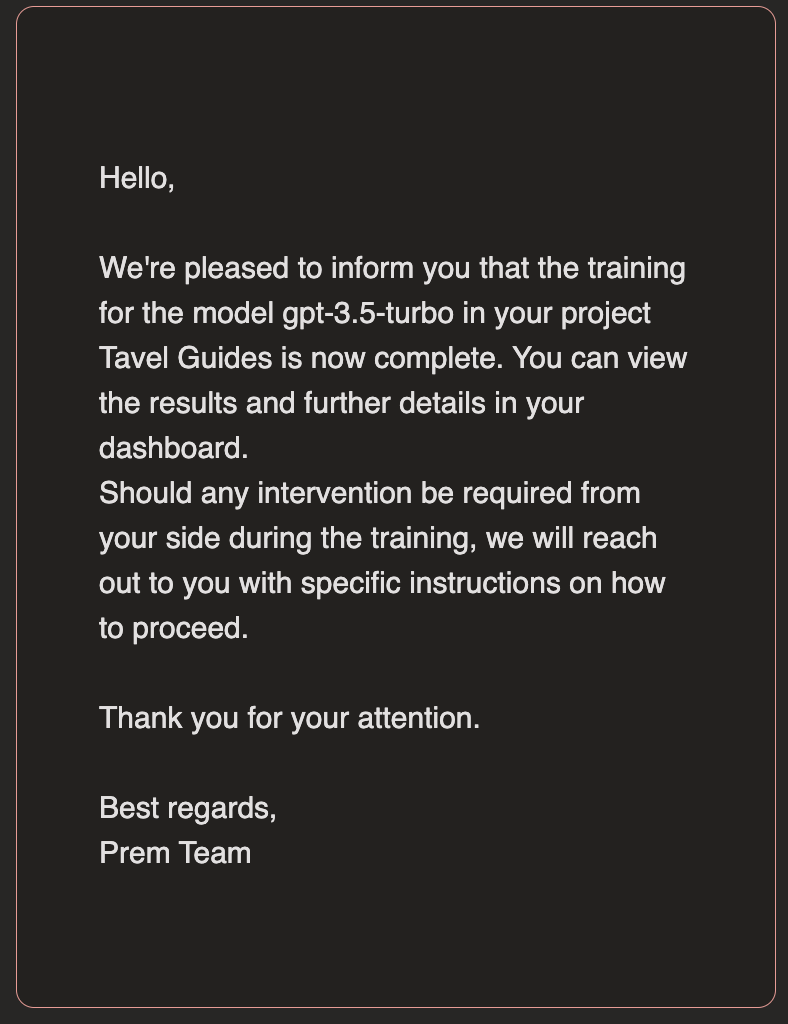 Hello,
We're pleased to inform you that the training
for the model gpt-3.5-turbo in your project
Tavel Guides is now complete. You can view
the results and further details in your
dashboard.
Should any intervention be required from
your side during the training, we will reach
out to you with specific instructions on how
to proceed.
Thank you for your attention.
Best regards,
Prem Team